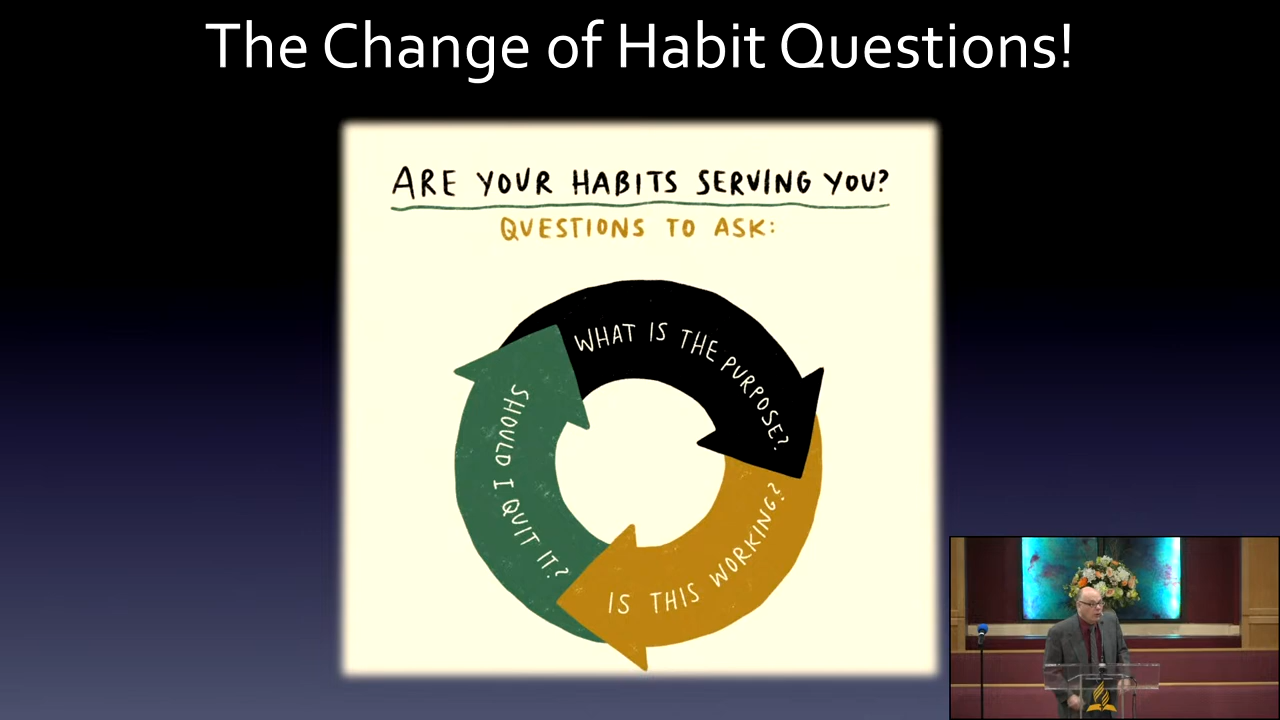 The Change of Habit Questions!
ARE YOUR HABITS SERVING YOU?
QUESTIONS TO ASK:
WHAT IS THE PURPOSE?
IS THIS WORKING?
SHOULD I QUIT IT?